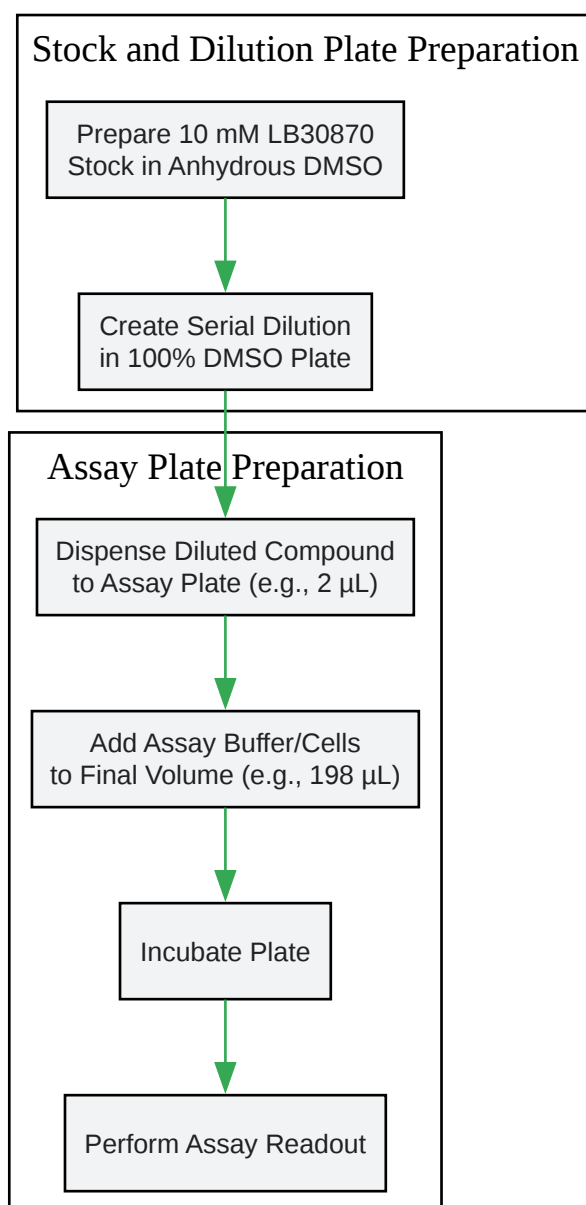 Stock and Dilution Plate Preparation
Prepare 10 mM LB30870
Stock in Anhydrous DMSO
Create Serial Dilution
in 100% DMSO Plate
Assay Plate Preparation
Dispense Diluted Compound
to Assay Plate (e.g., 2 µL)
Add Assay Buffer/Cells
to Final Volume (e.g., 198 µL)
Incubate Plate
Perform Assay Readout